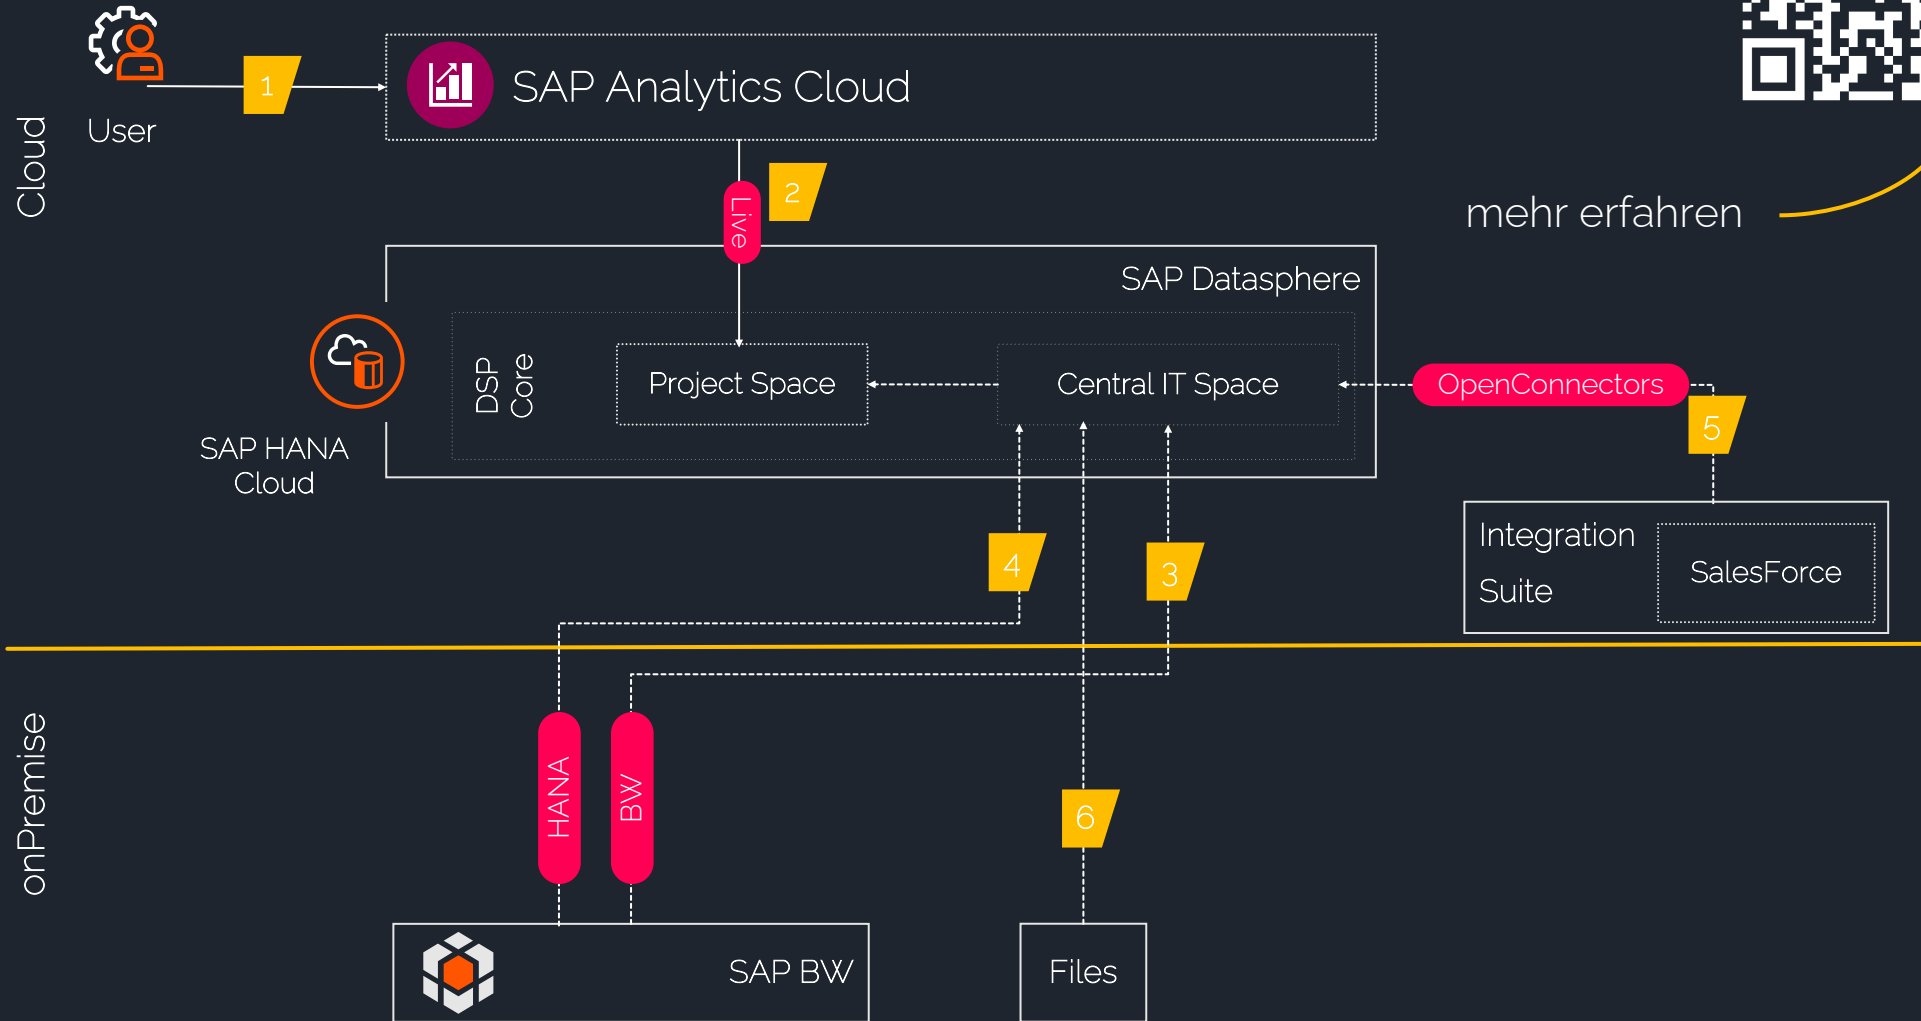 Cloud
User
1
SAP Analytics Cloud
2
Live
mehr erfahren
SAP Datasphere
DSP
Core
Project Space
Central IT Space
OpenConnectors
5
SAP HANA
Cloud
4
3
Integration
Suite
SalesForce
onPremise
HANA
BW
6
SAP BW
Files